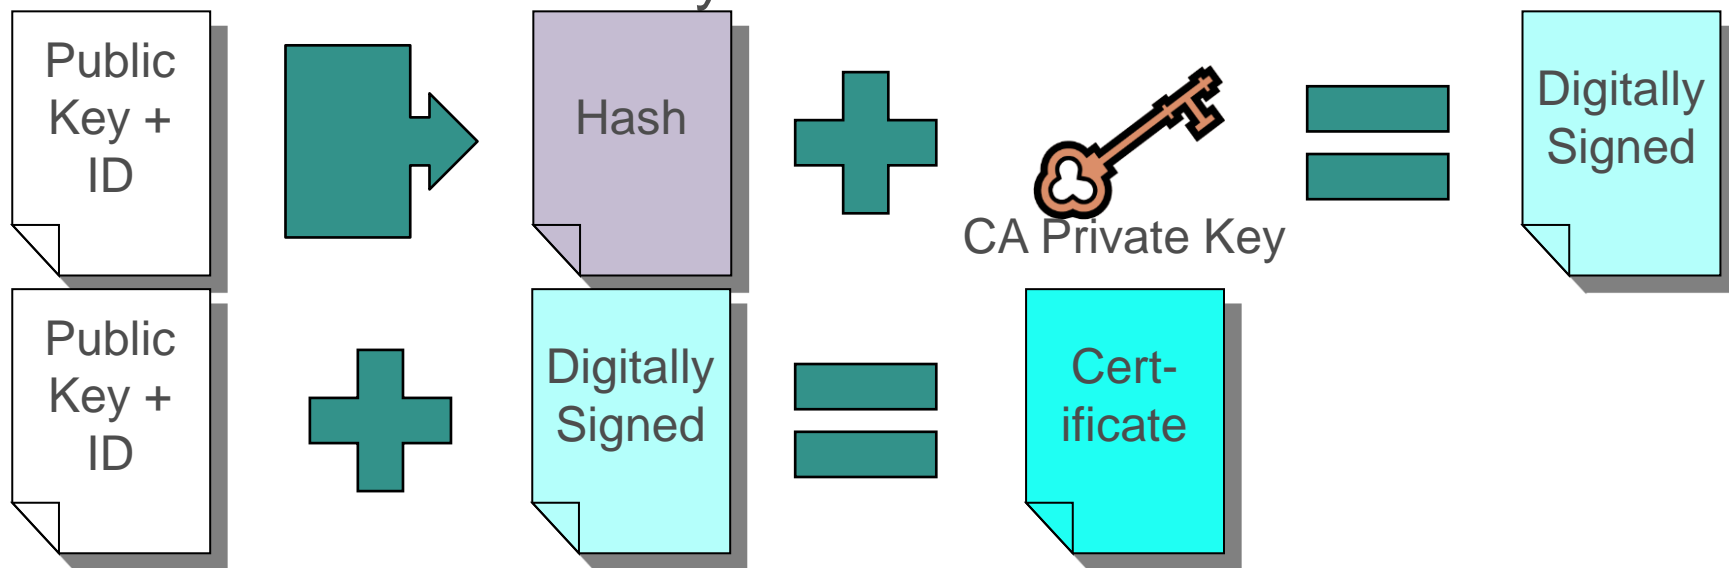 Public
Key +
ID
Hash
CA Private Key
Digitally
Signed
Public
Key +
ID
Digitally
Signed
Cert-
ificate